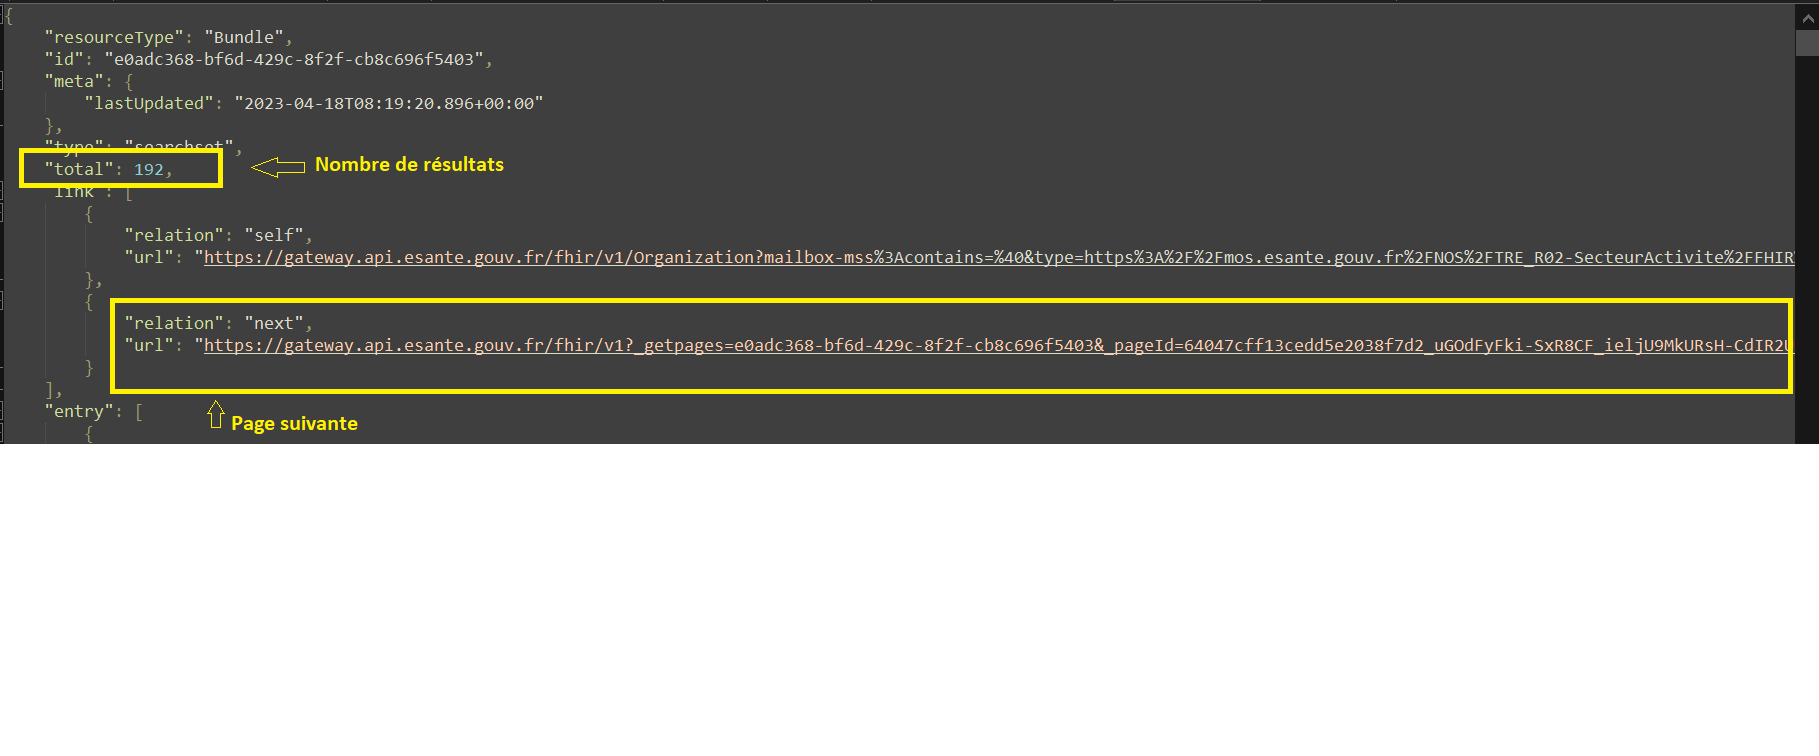 {
"resourceType": "Bundle",
"id": "e0adc368-bf6d-429c-8f2f-cb8c696f5403",
"meta": {
"lastUpdated": "2023-04-18T08:19:20.896+00:00"
},
"type": "searchset",
"total": 192,
Nombre de résultats
"link": [
{
"relation": "self",
"url": "https://gateway.api.esante.gouv.fr/fhir/v1/Organization?mailbox-mss%3Acontains=%40&type=https%3A%2F%2Fmos.esante.gouv.fr%2FNOS%2FTRE_R02-SecteurActivite%2FFHIR%
},
{
"relation": "next",
"url": "https://gateway.api.esante.gouv.fr/fhir/v1?_getpages=e0adc368-bf6d-429c-8f2f-cb8c696f5403&_pageId=64047cff13cedd5e2038f7d2_uGOdFyFki-SxR8CF_ieljU9MkURsH-CdIR2U
}
],
"entry": [
Page suivante
{